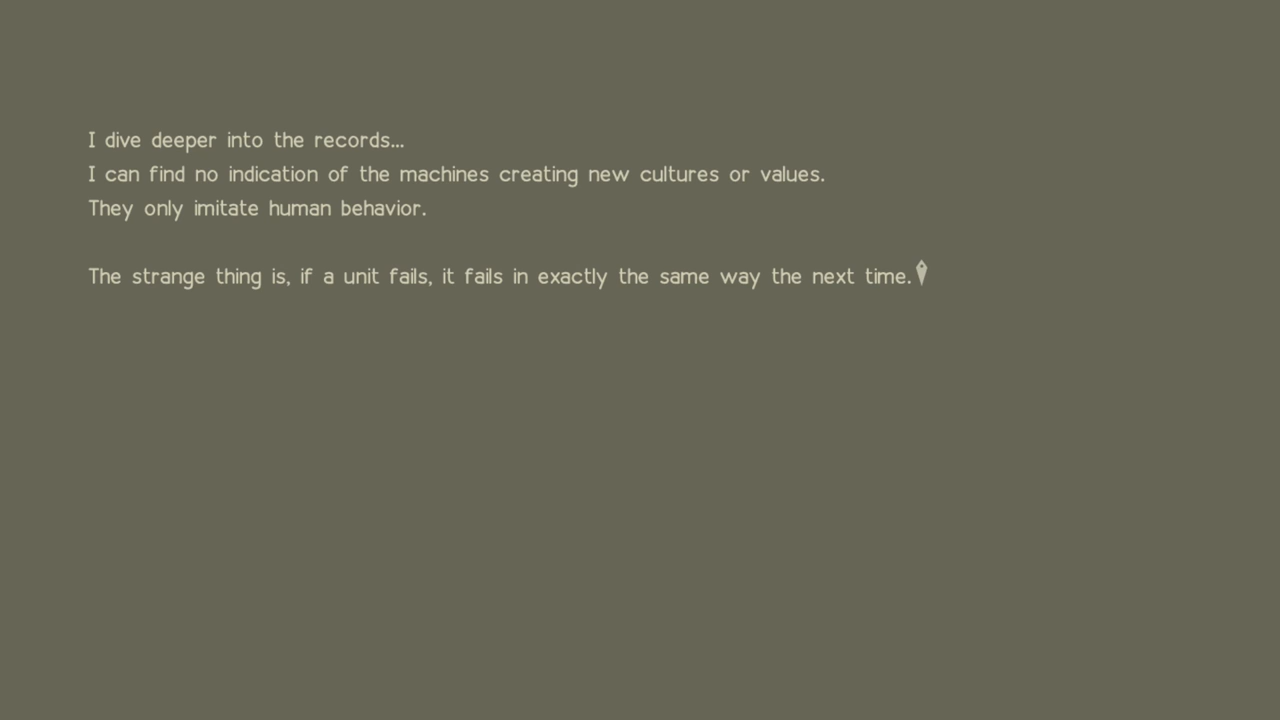 I dive deeper into the records...
I can find no indication of the machines creating new cultures or values.
They only imitate human behavior.
The strange thing is, if a unit fails, it fails in exactly the same way the next time.